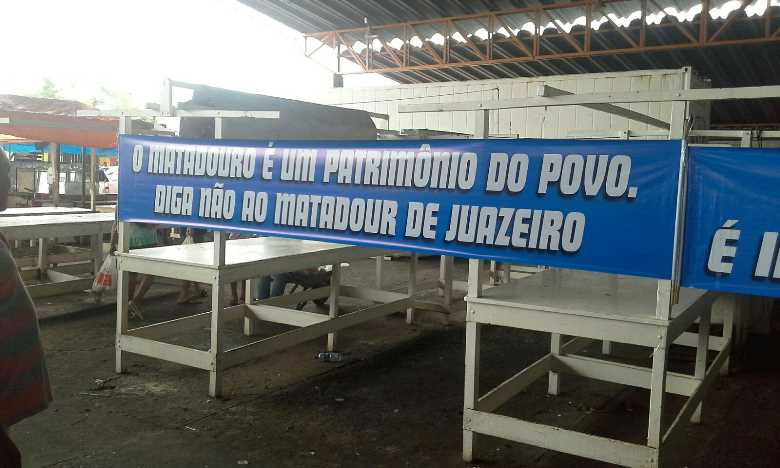 O MATADOURO É UM PATRIMÔNIO DO POVO.
DIGA NÃO AO MATADOUR DE JUAZEIRO
É